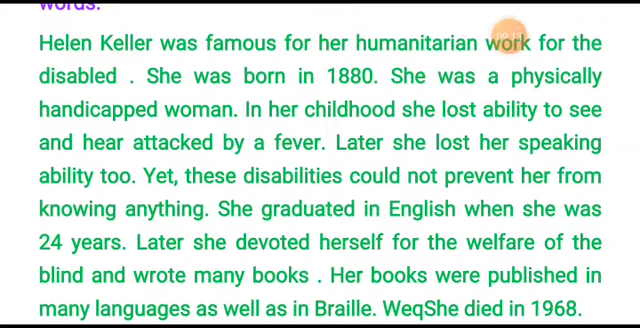 words.
Helen Keller was famous for her humanitarian work for the
disabled . She was born in 1880. She was a physically
handicapped woman. In her childhood she lost ability to see
and hear attacked by a fever. Later she lost her speaking
ability too. Yet, these disabilities could not prevent her from
knowing anything. She graduated in English when she was
24 years. Later she devoted herself for the welfare of the
blind and wrote many books . Her books were published in
many languages as well as in Braille. WeqShe died in 1968.